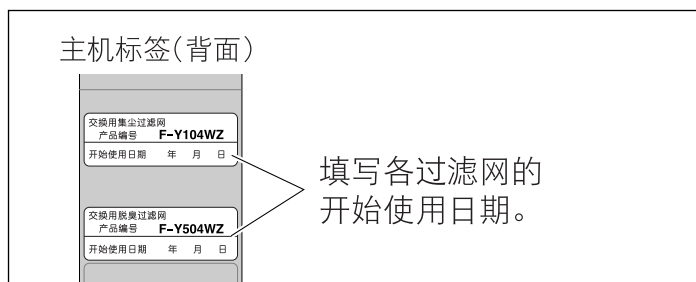 主机标签(背面)
交换用集尘过滤网
产品编号 F-Y104WZ
开始使用日期 年 月 日
填写各过滤网的
开始使用日期。
交换用脱臭过滤网
产品编号 F-Y504WZ
开始使用日期 年 月 日